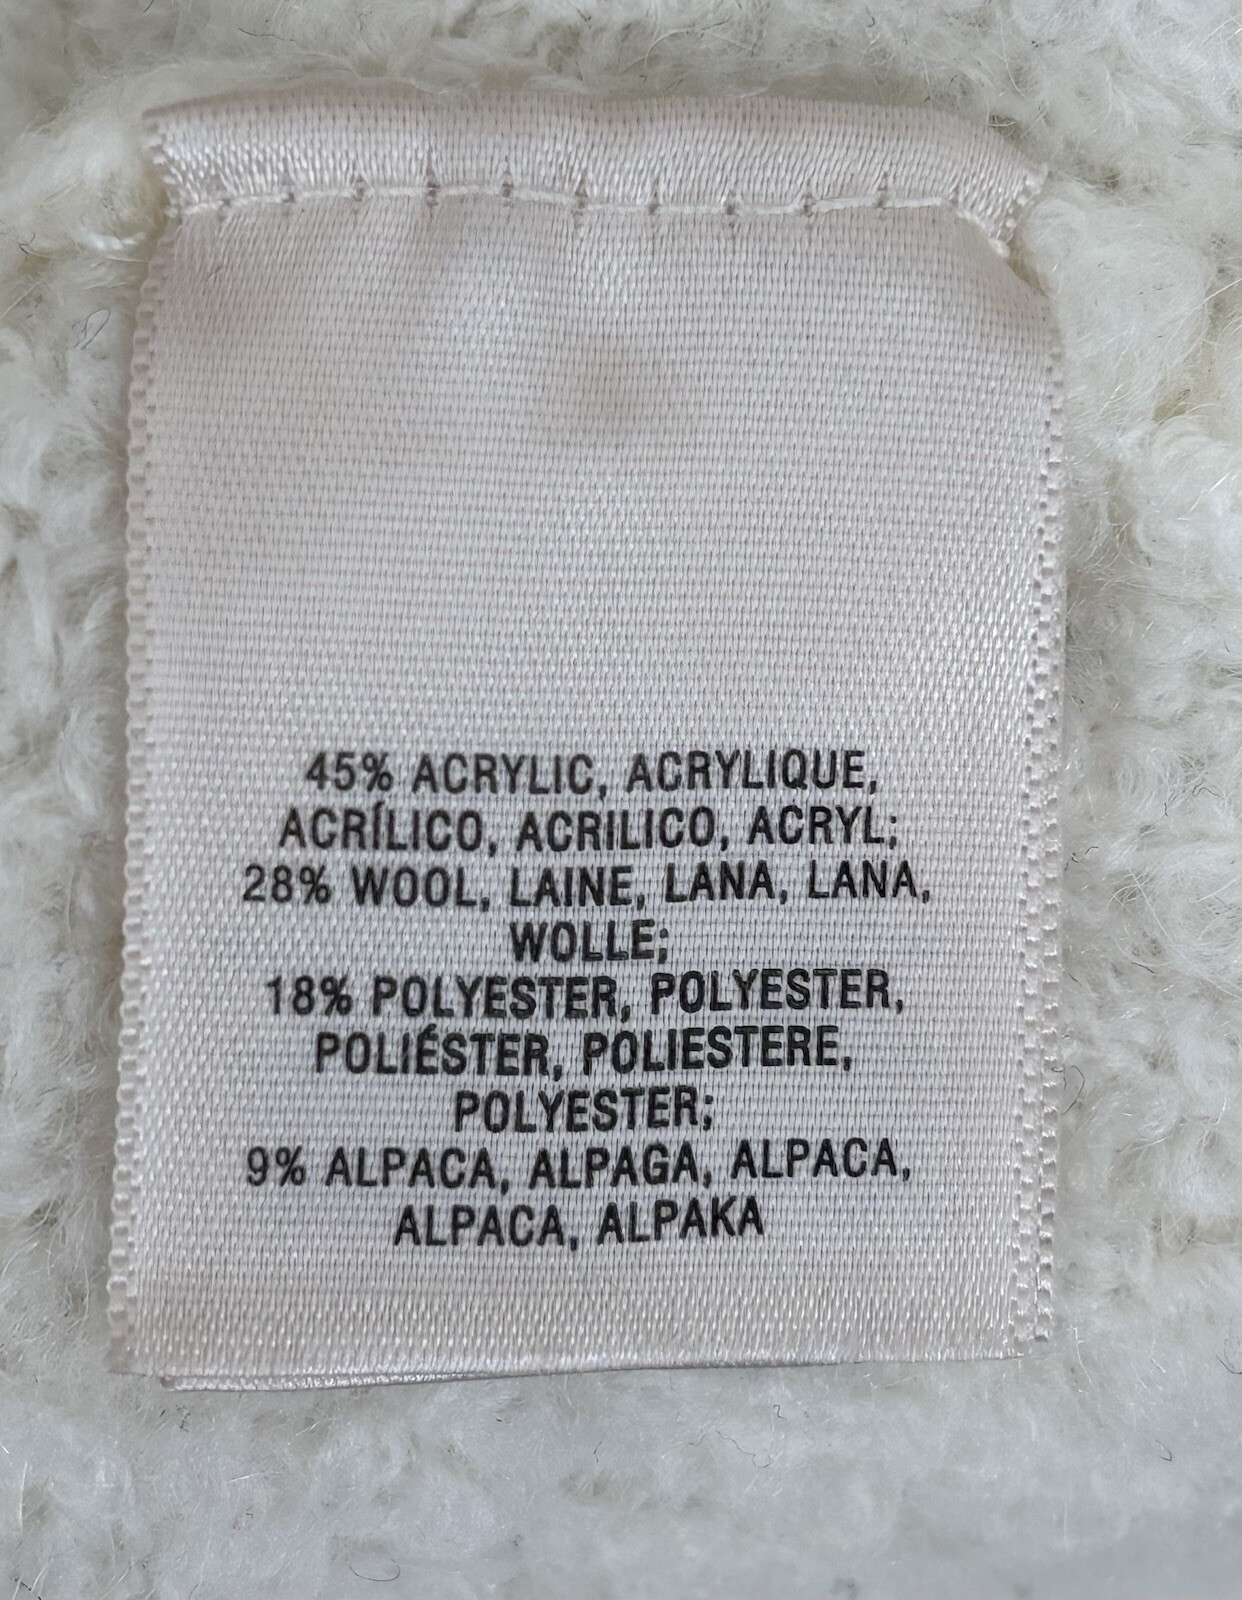 45% ACRYLIC, ACRYLIQUE,
ACRÍLICO, ACRILICO, ACRYL;
28% WOOL, LAINE, LANA, LANA,
WOLLE;
18% POLYESTER, POLYESTER,
POLIÉSTER, POLIESTERE,
POLYESTER;
9% ALPACA, ALPAGA, ALPACA,
ALPACA, ALPAKA